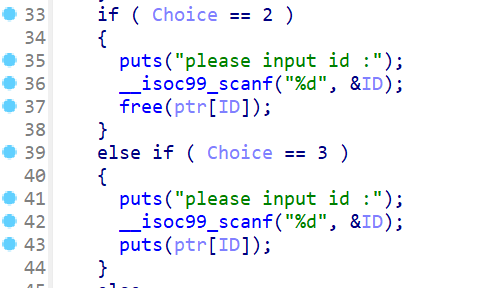 33 if ( Choice == 2 )
34 {
35 puts("please input id :");
36 __isoc99_scanf("%d", &ID);
37 free(ptr[ID]);
38 }
39 else if ( Choice == 3 )
40 {
41 puts("please input id :");
42 __isoc99_scanf("%d", &ID);
43 puts(ptr[ID]);
44 }